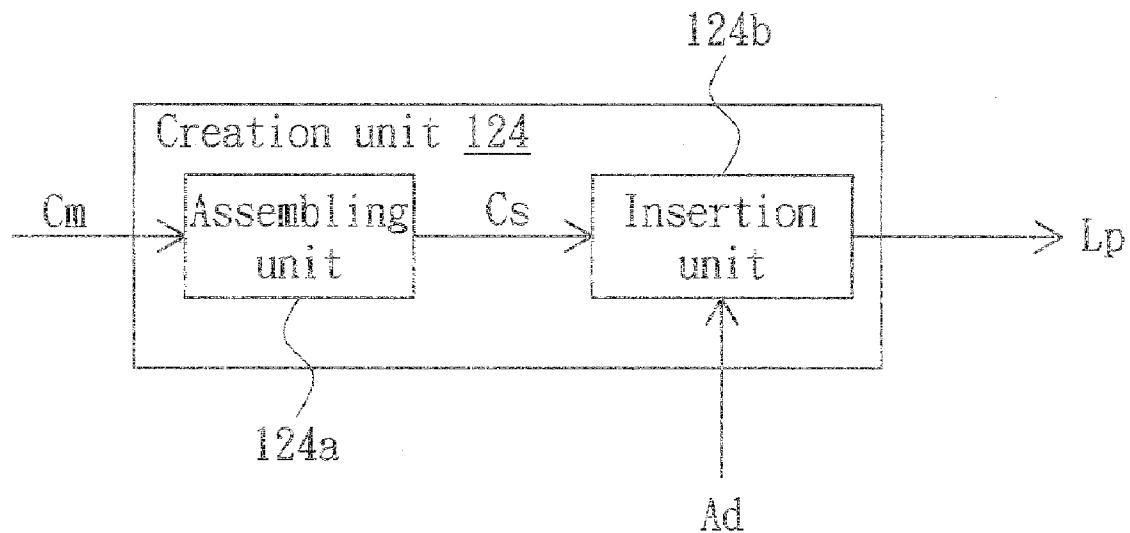 124b
Creation unit 124
Cm
Assembling
unit
Cs
Insertion
unit
Lp
124a
Ad